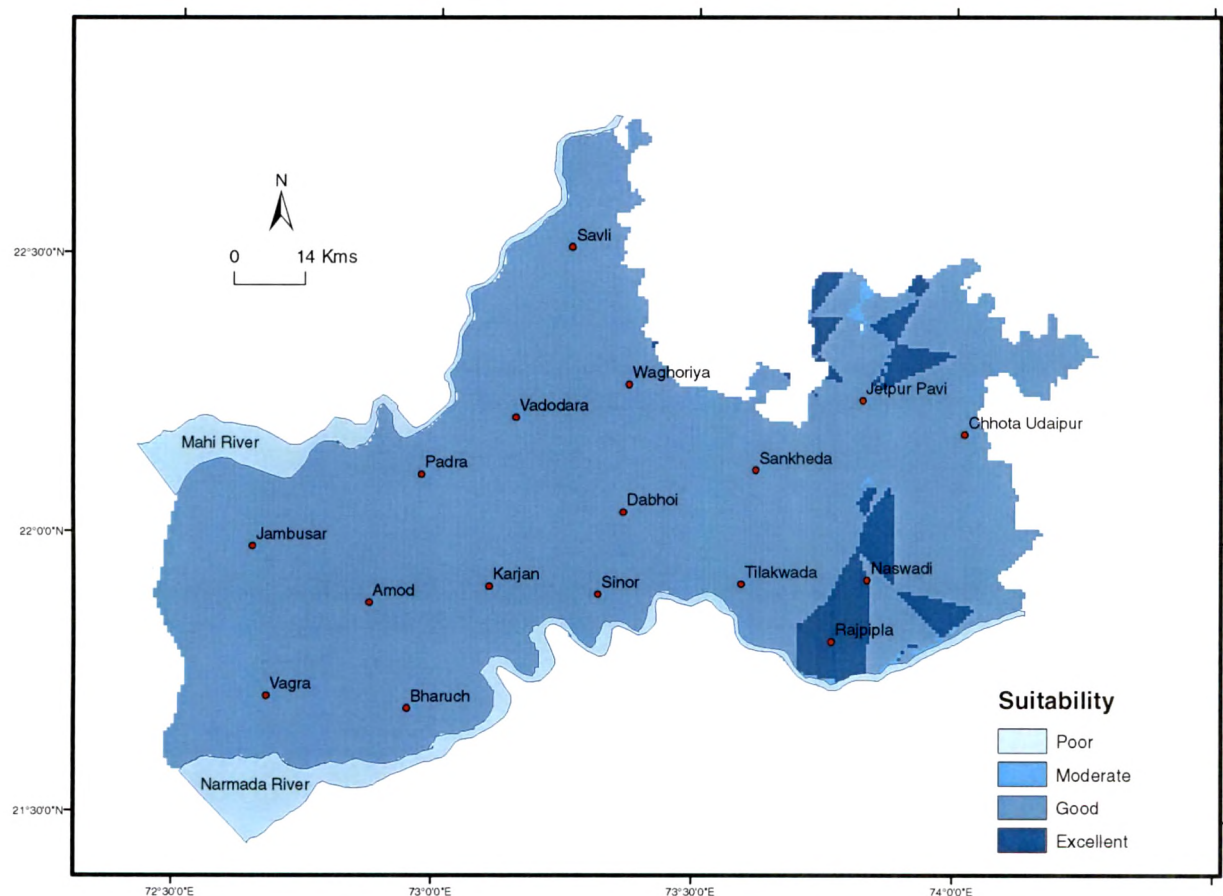 N
0 14 Kms
22°30'0"N
22°0'0"N
21°30'0"N
Savli
Waghoriya
Vadodara
Jetpur Pavi
Chhota Udaipur
Mahi River
Padra
Sankheda
Dabhoi
Jambusar
Karjan
Tilakwada
Naswadi
Amod
Sinor
Rajpipla
Vagra
Bharuch
Narmada River
Suitability
Poor
Moderate
Good
Excellent
72°30'0"E
73°0'0"E
73°30'0"E
74°0'0"E